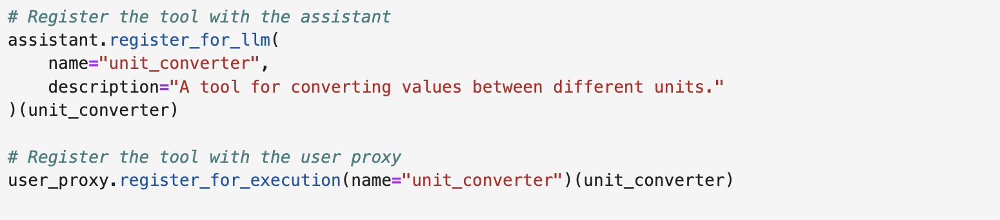 # Register the tool with the assistant
assistant.register_for_llm(
    name="unit_converter",
    description="A tool for converting values between different units."
)(unit_converter)

# Register the tool with the user proxy
user_proxy.register_for_execution(name="unit_converter")(unit_converter)